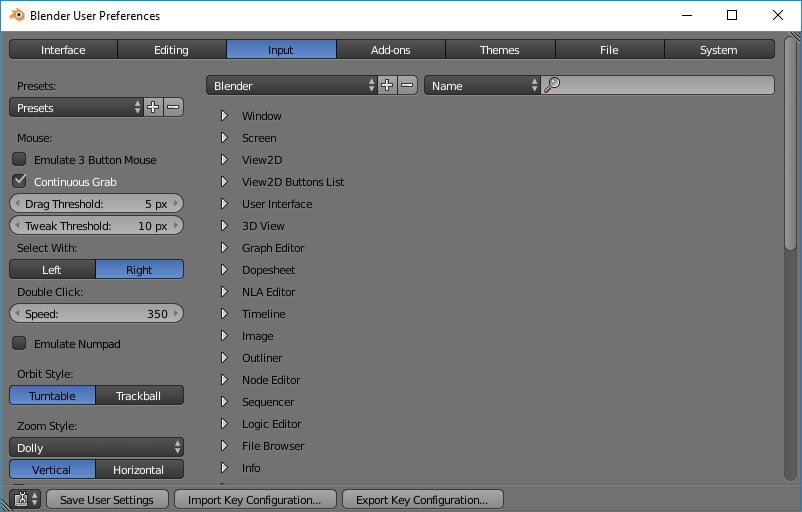 Blender User Preferences
Interface Editing Input Add-ons Themes File System
Presets:
Presets
Blender
Name
Mouse:
Emulate 3 Button Mouse
Continuous Grab
Drag Threshold: 5 px
Tweak Threshold: 10 px
Select With:
Left Right
Double Click:
Speed: 350
Emulate Numpad
Orbit Style:
Turntable Trackball
Zoom Style:
Dolly
Vertical Horizontal
Window
Screen
View2D
View2D Buttons List
User Interface
3D View
Graph Editor
Dopesheet
NLA Editor
Timeline
Image
Outliner
Node Editor
Sequencer
Logic Editor
File Browser
Info
Save User Settings Import Key Configuration... Export Key Configuration...